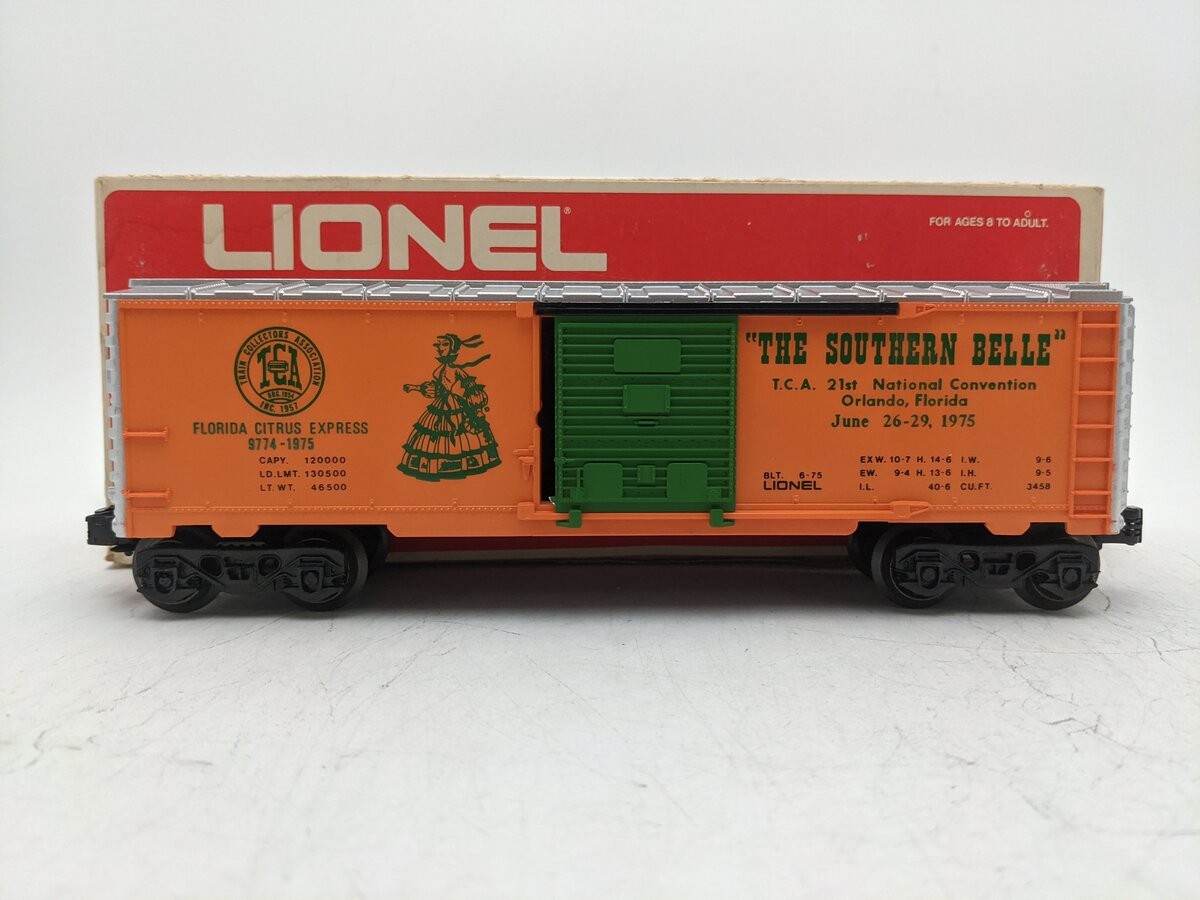 LIONEL®
FOR AGES 8 TO ADULT.
TRAIN COLLECTORS ASSOCIATION
TCA
ORG. 1954
INC. 1957
FLORIDA CITRUS EXPRESS
9774-1975
CAPY. 120000
LD.LMT. 130500
LT. WT. 46500
"THE SOUTHERN BELLE"
T.C.A. 21st National Convention
Orlando, Florida
June 26-29, 1975
BLT. 6-75
LIONEL
EXW. 10-7 H. 14-6 I.W. 9-6
EW. 9-4 H. 13-6 I.H. 9-5
I.L. 40-6 CU.FT. 3458